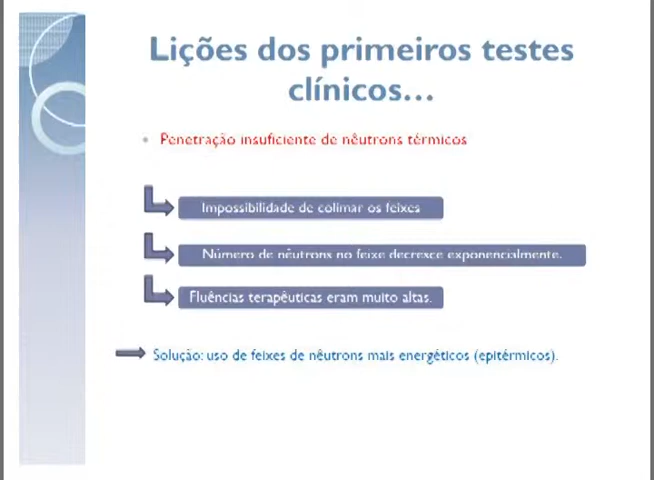 Lições dos primeiros testes
clínicos...
Penetração insuficiente de nêutrons térmicos
Impossibilidade de colimar os feixes
Número de nêutrons no feixe decresce exponencialmente.
Fluências terapêuticas eram muito altas.
Solução: uso de feixes de nêutrons mais energéticos (epitérmicos).